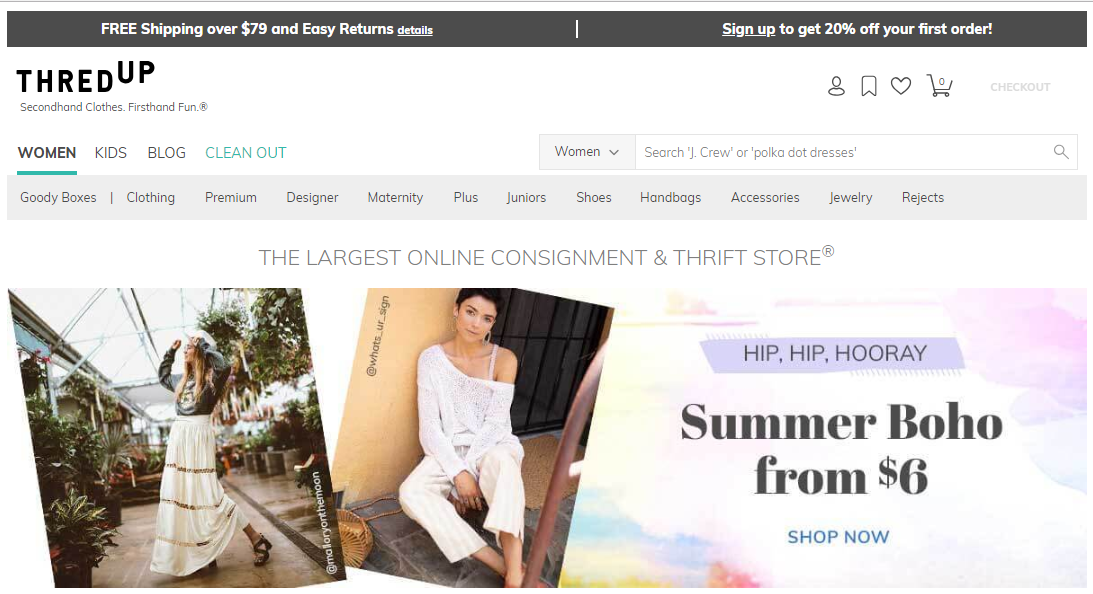 FREE Shipping over $79 and Easy Returns details
Sign up to get 20% off your first order!
THREDUP
Secondhand Clothes. Firsthand Fun.®
0
CHECKOUT
WOMEN KIDS BLOG CLEAN OUT
Women
Search 'J. Crew' or 'polka dot dresses'
Goody Boxes | Clothing Premium Designer Maternity Plus Juniors Shoes Handbags Accessories Jewelry Rejects
THE LARGEST ONLINE CONSIGNMENT & THRIFT STORE®
@malloryonthemoon
@whats_ur_sign
HIP, HIP, HOORAY
Summer Boho
from $6
SHOP NOW